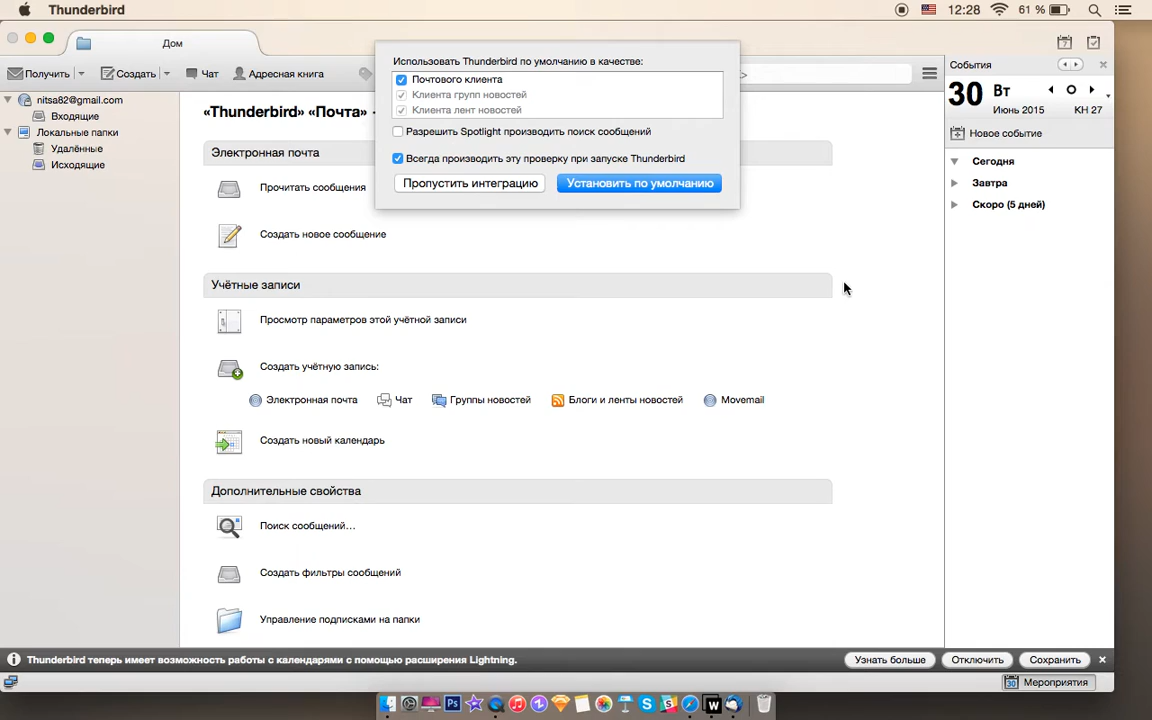 Thunderbird
12:28
61 %
Дом
Получить
Создать
Чат
Адресная книга
Использовать Thunderbird по умолчанию в качестве:
Почтового клиента
Клиента групп новостей
Клиента лент новостей
Разрешить Spotlight производить поиск сообщений
Всегда производить эту проверку при запуске Thunderbird
Пропустить интеграцию
Установить по умолчанию
nitsa82@gmail.com
Входящие
Локальные папки
Удалённые
Исходящие
«Thunderbird» «Почта» -
Электронная почта
Прочитать сообщения
Создать новое сообщение
Учётные записи
Просмотр параметров этой учётной записи
Создать учётную запись:
Электронная почта
Чат
Группы новостей
Блоги и ленты новостей
Movemail
Создать новый календарь
Дополнительные свойства
Поиск сообщений…
Создать фильтры сообщений
Управление подписками на папки
События
30
Вт
Июнь 2015
КН 27
Новое событие
Сегодня
Завтра
Скоро (5 дней)
Thunderbird теперь имеет возможность работы с календарями с помощью расширения Lightning.
Узнать больше
Отключить
Сохранить
30
Мероприятия